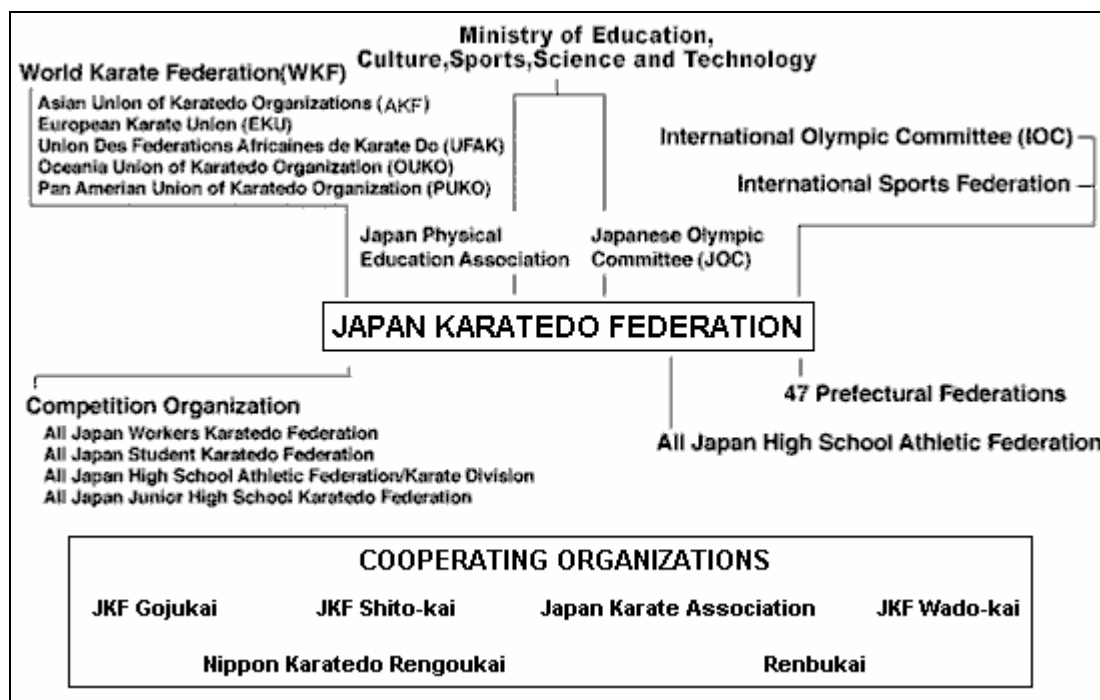 Ministry of Education,
Culture,Sports,Science and Technology
World Karate Federation(WKF)
Asian Union of Karatedo Organizations (AKF)
European Karate Union (EKU)
Union Des Federations Africaines de Karate Do (UFAK)
Oceania Union of Karatedo Organization (OUKO)
Pan Amerian Union of Karatedo Organization (PUKO)
International Olympic Committee (IOC)
International Sports Federation
Japan Physical
Education Association
Japanese Olympic
Committee (JOC)
JAPAN KARATEDO FEDERATION
Competition Organization
All Japan Workers Karatedo Federation
All Japan Student Karatedo Federation
All Japan High School Athletic Federation/Karate Division
All Japan Junior High School Karatedo Federation
47 Prefectural Federations
All Japan High School Athletic Federation
COOPERATING ORGANIZATIONS
JKF Gojukai JKF Shito-kai Japan Karate Association JKF Wado-kai
Nippon Karatedo Rengoukai Renbukai